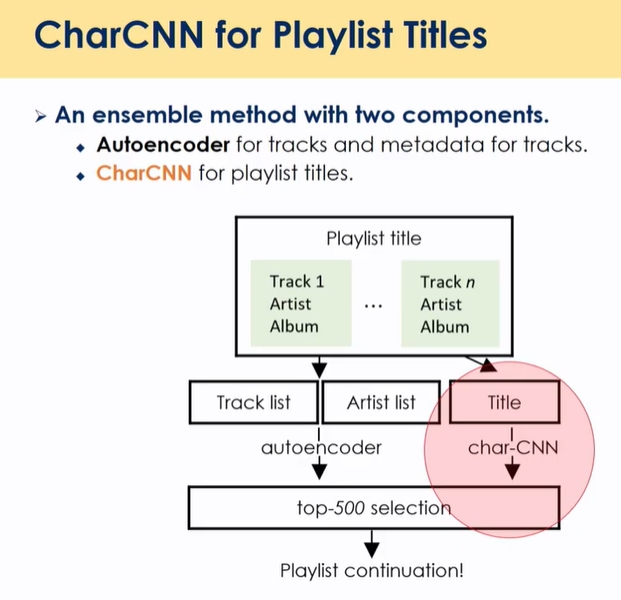 CharCNN for Playlist Titles
➢ An ensemble method with two components.
◆ Autoencoder for tracks and metadata for tracks.
◆ CharCNN for playlist titles.
Playlist title
Track 1
Artist
Album
...
Track n
Artist
Album
Track list
Artist list
Title
autoencoder
char-CNN
top-500 selection
Playlist continuation!